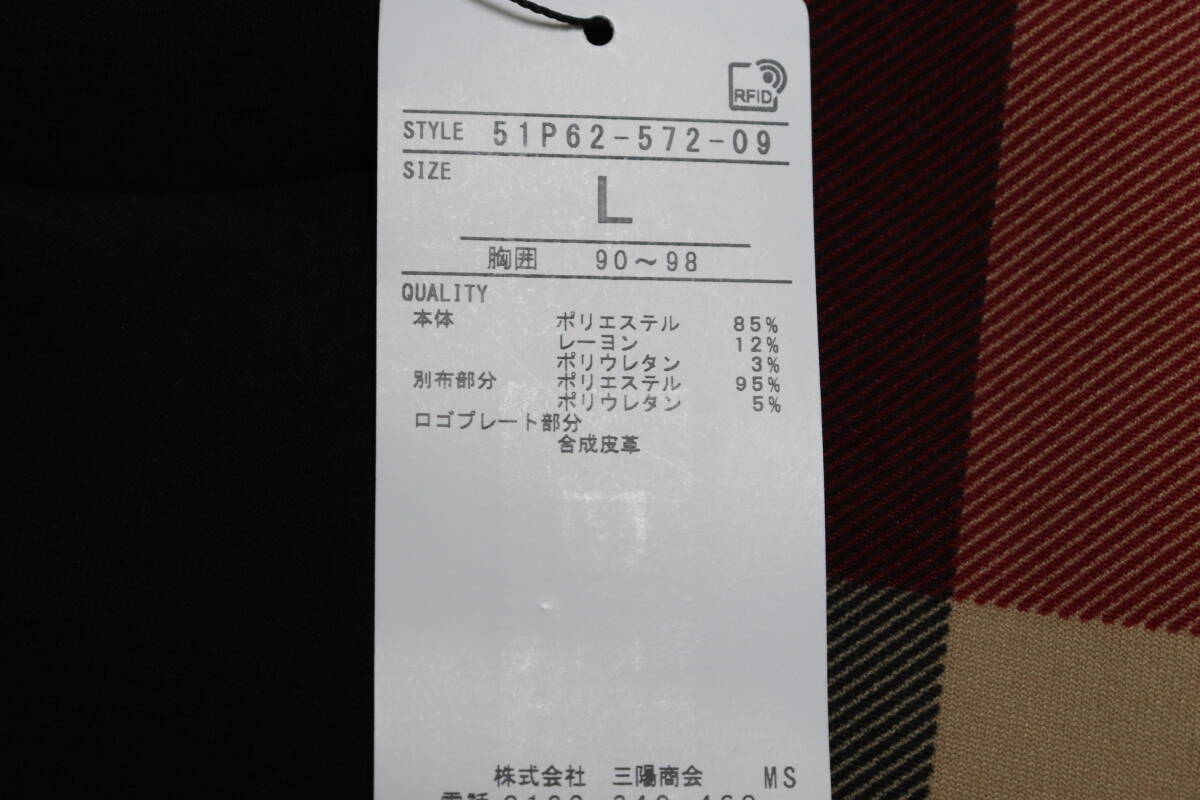 RFID
STYLE 51P62-572-09
SIZE
L
胸囲 90～98
QUALITY
本体 ポリエステル 85%
レーヨン 12%
ポリウレタン 3%
別布部分 ポリエステル 95%
ポリウレタン 5%
ロゴプレート部分
合成皮革
株式会社 三陽商会 MS